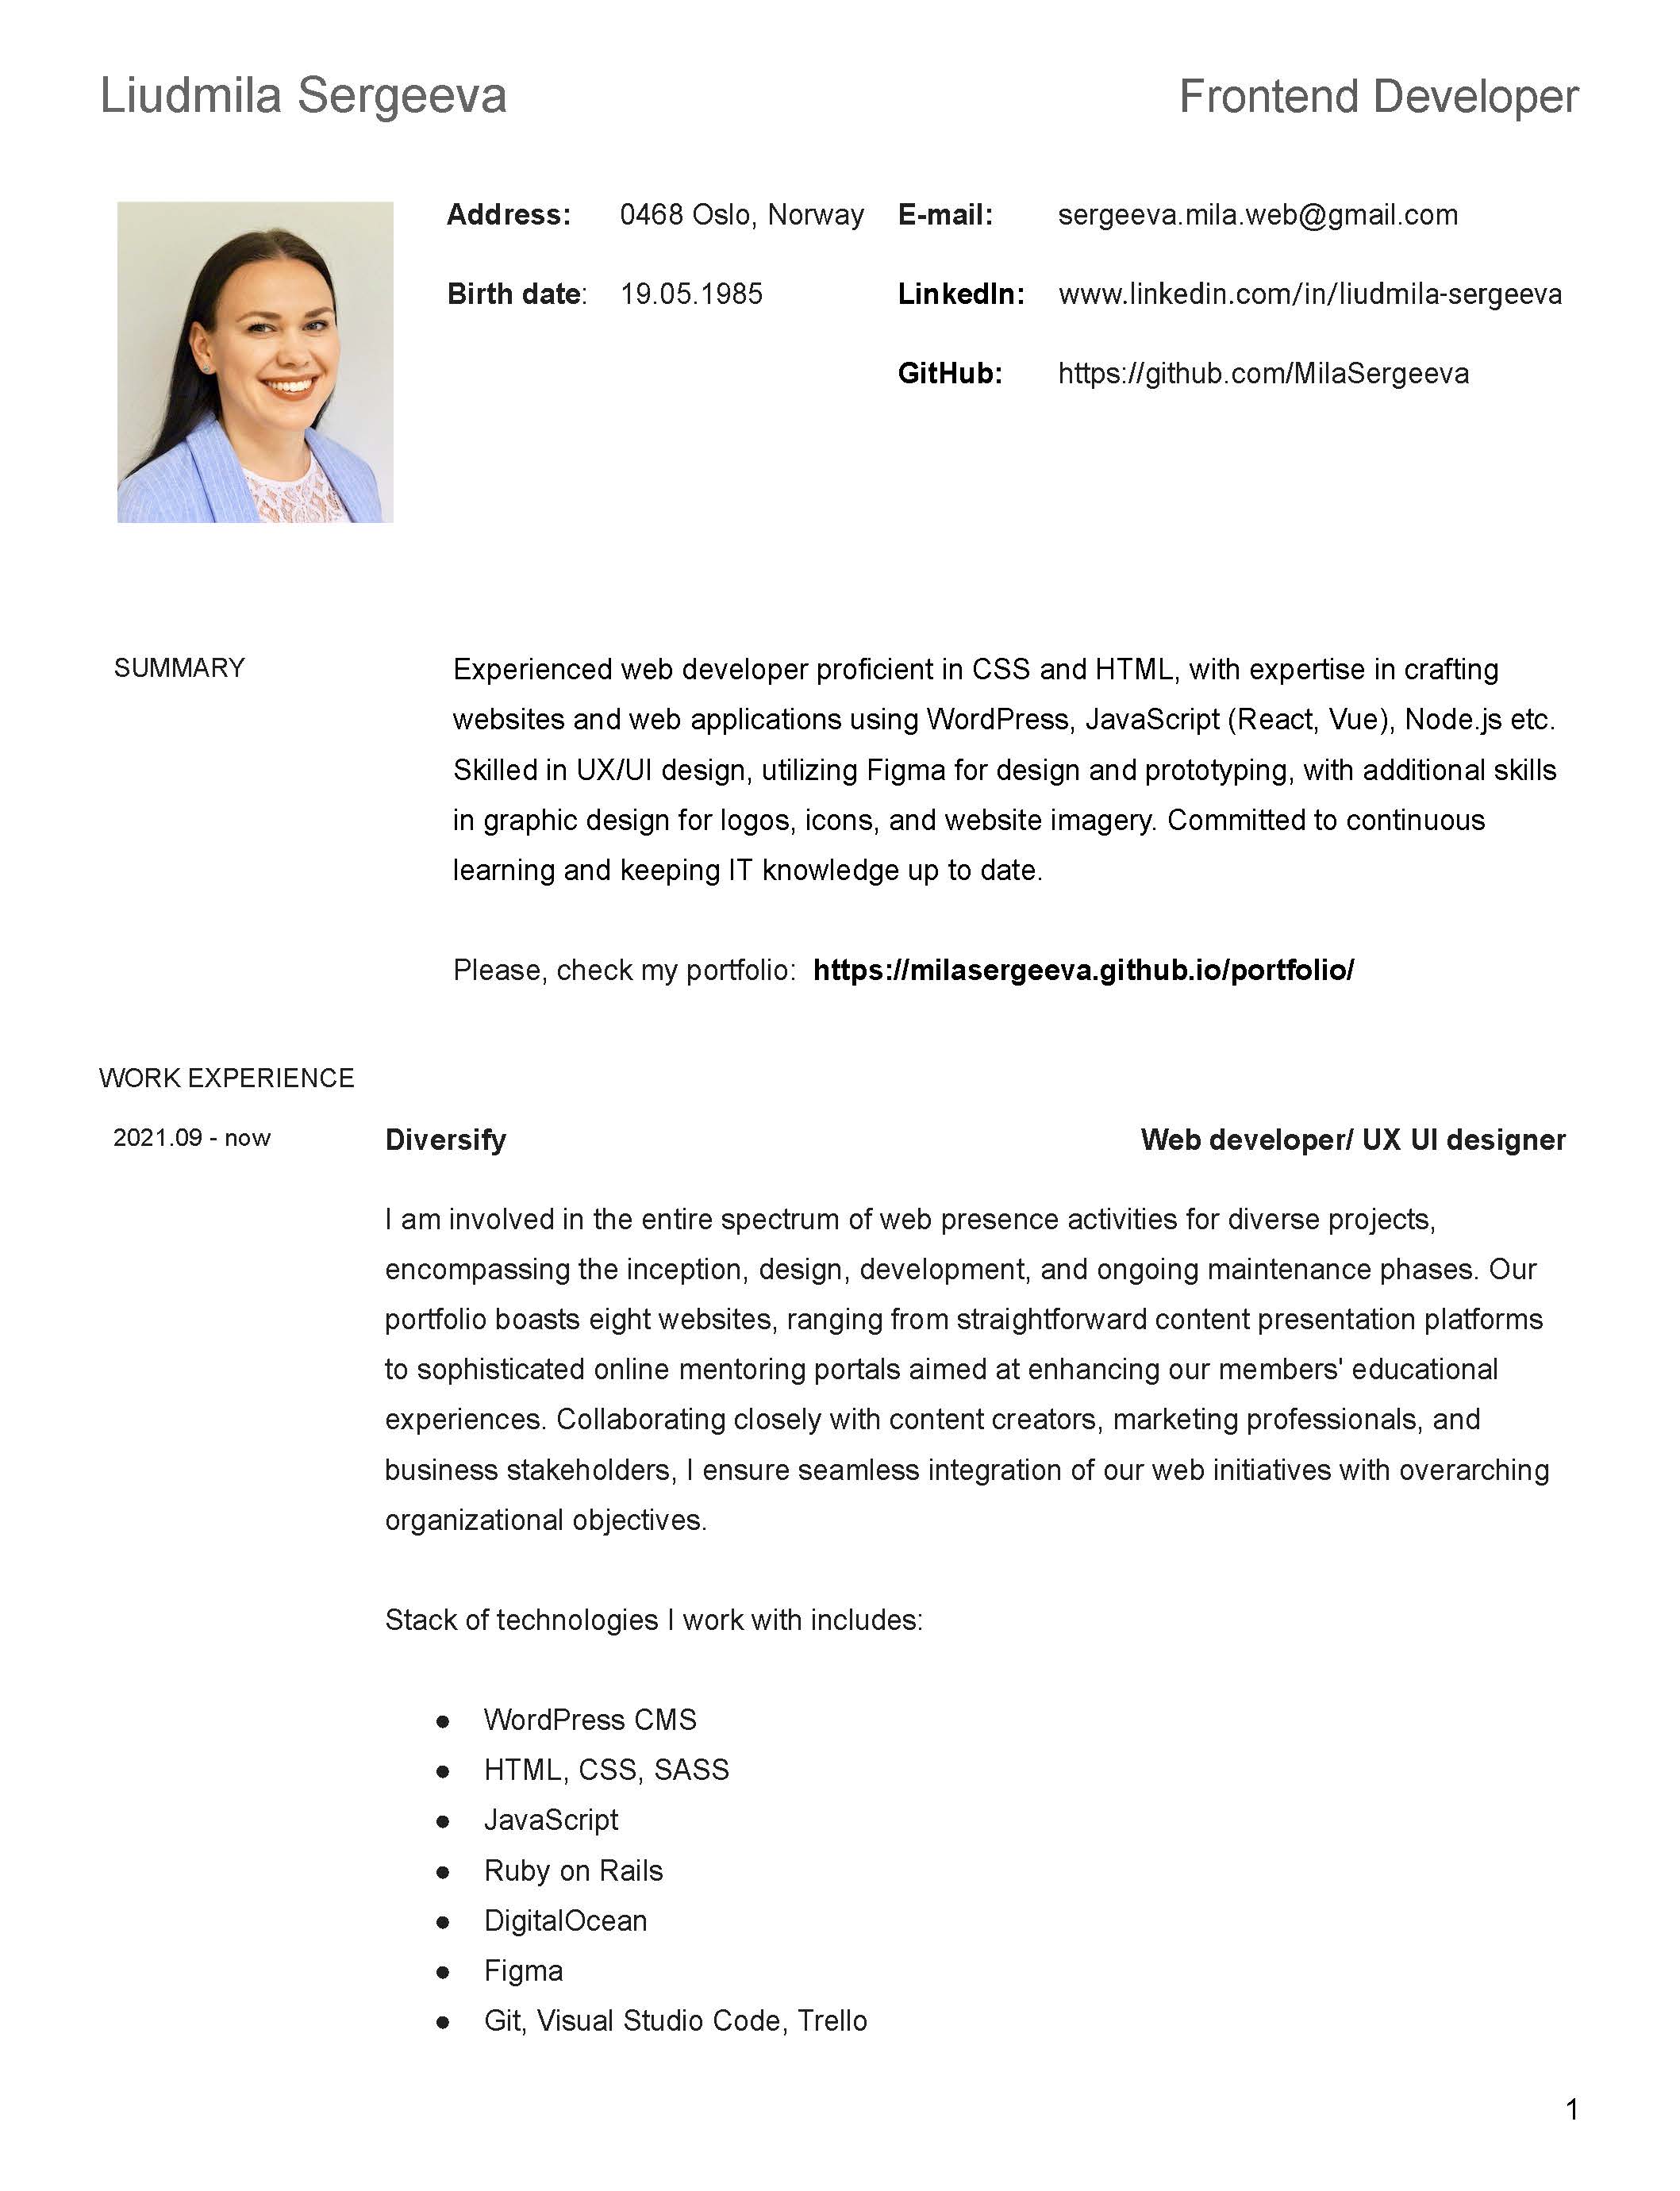 Liudmila Sergeeva Frontend Developer
Address: 0468 Oslo, Norway E-mail: sergeeva.mila.web@gmail.com
Birth date: 19.05.1985 LinkedIn: www.linkedin.com/in/liudmila-sergeeva
GitHub: https://github.com/MilaSergeeva
SUMMARY Experienced web developer proficient in CSS and HTML, with expertise in crafting
websites and web applications using WordPress, JavaScript (React, Vue), Node.js etc.
Skilled in UX/UI design, utilizing Figma for design and prototyping, with additional skills
in graphic design for logos, icons, and website imagery. Committed to continuous
learning and keeping IT knowledge up to date.
Please, check my portfolio: https://milasergeeva.github.io/portfolio/
WORK EXPERIENCE
2021.09 - now Diversify Web developer/ UX UI designer
I am involved in the entire spectrum of web presence activities for diverse projects,
encompassing the inception, design, development, and ongoing maintenance phases. Our
portfolio boasts eight websites, ranging from straightforward content presentation platforms
to sophisticated online mentoring portals aimed at enhancing our members' educational
experiences. Collaborating closely with content creators, marketing professionals, and
business stakeholders, I ensure seamless integration of our web initiatives with overarching
organizational objectives.
Stack of technologies I work with includes:
● WordPress CMS
● HTML, CSS, SASS
● JavaScript
● Ruby on Rails
● DigitalOcean
● Figma
● Git, Visual Studio Code, Trello
1